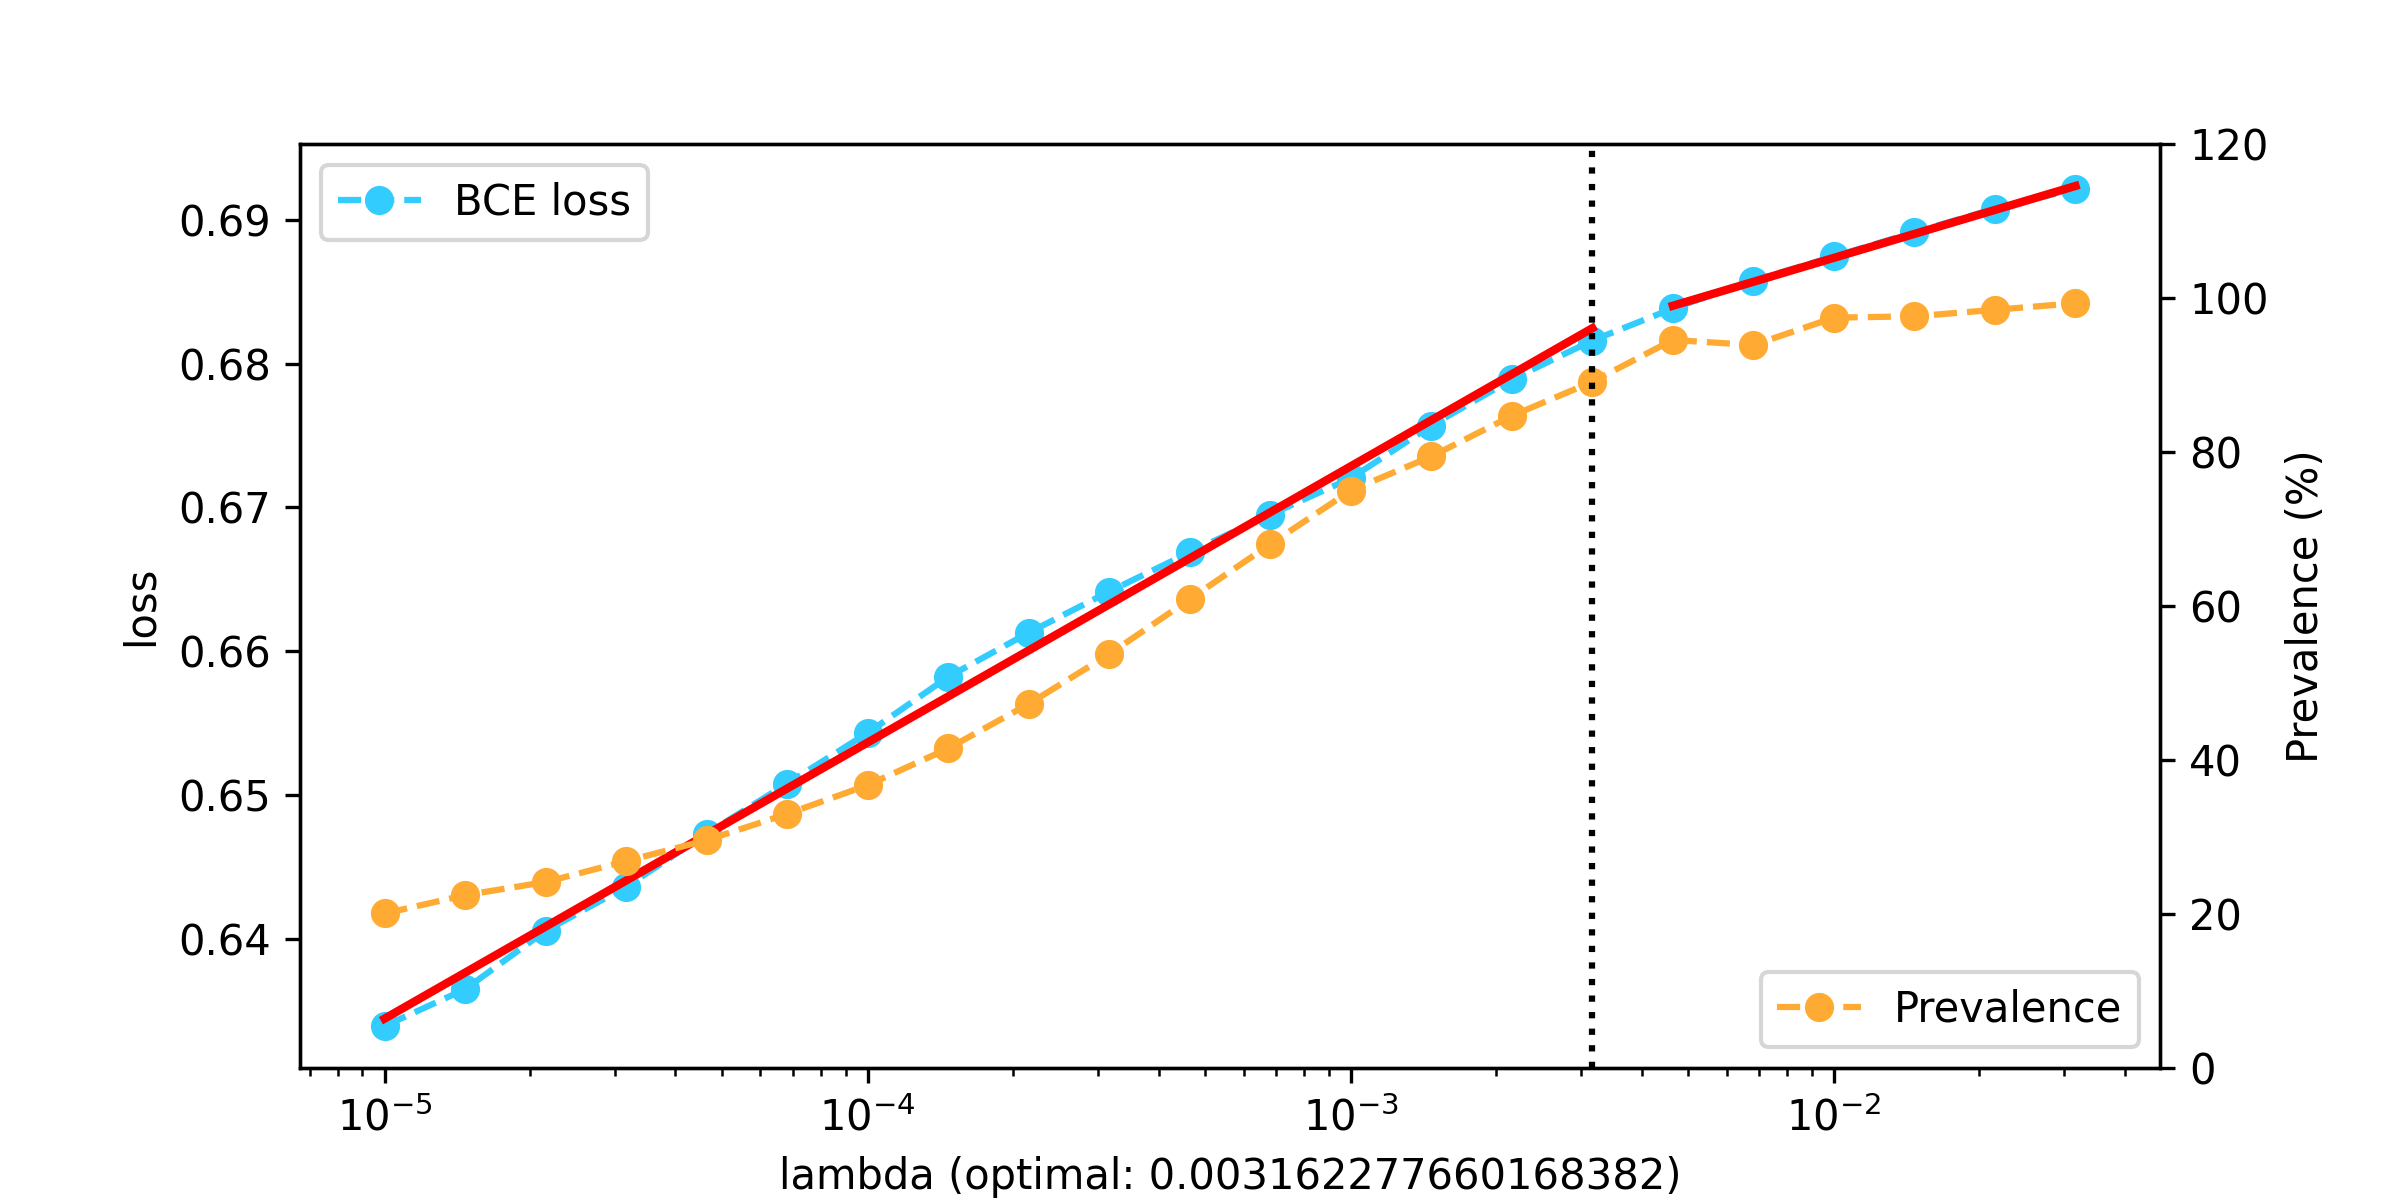 BCE loss
0.69
0.68
0.67
0.66
0.65
0.64
loss
120
100
80
60
40
20
0
Prevalence (%)
Prevalence
10⁻⁵ 10⁻⁴ 10⁻³ 10⁻²
lambda (optimal: 0.003162277660168382)